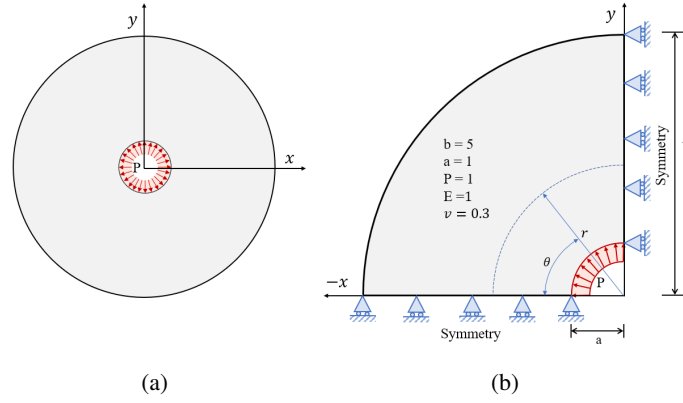 y
P
x
(a)
y
b = 5
a = 1
P = 1
E =1
v = 0.3
Symmetry
r
θ
P
−x
a
Symmetry
(b)